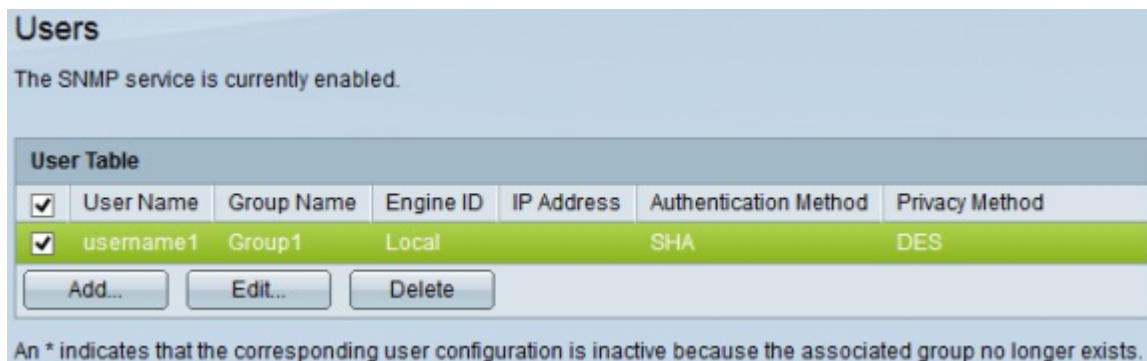 Users
The SNMP service is currently enabled.
User Table
User Name Group Name Engine ID IP Address Authentication Method Privacy Method
username1 Group1 Local SHA DES
Add... Edit... Delete
An * indicates that the corresponding user configuration is inactive because the associated group no longer exists